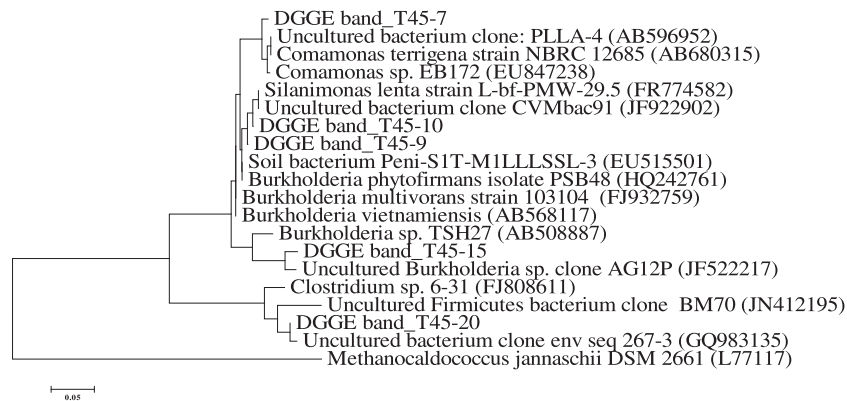 DGGE band_T45-7
Uncultured bacterium clone: PLLA-4 (AB596952)
Comamonas terrigena strain NBRC 12685 (AB680315)
Comamonas sp. EB172 (EU847238)
Silanimonas lenta strain L-bf-PMW-29.5 (FR774582)
Uncultured bacterium clone CVMbac91 (JF922902)
DGGE band_T45-10
DGGE band_T45-9
Soil bacterium Peni-S1T-M1LLLSSL-3 (EU515501)
Burkholderia phytofirmans isolate PSB48 (HQ242761)
Burkholderia multivorans strain 103104 (FJ932759)
Burkholderia vietnamiensis (AB568117)
Burkholderia sp. TSH27 (AB508887)
DGGE band_T45-15
Uncultured Burkholderia sp. clone AG12P (JF522217)
Clostridium sp. 6-31 (FJ808611)
Uncultured Firmicutes bacterium clone BM70 (JN412195)
DGGE band_T45-20
Uncultured bacterium clone env seq 267-3 (GQ983135)
Methanocaldococcus jannaschii DSM 2661 (L77117)
0.05